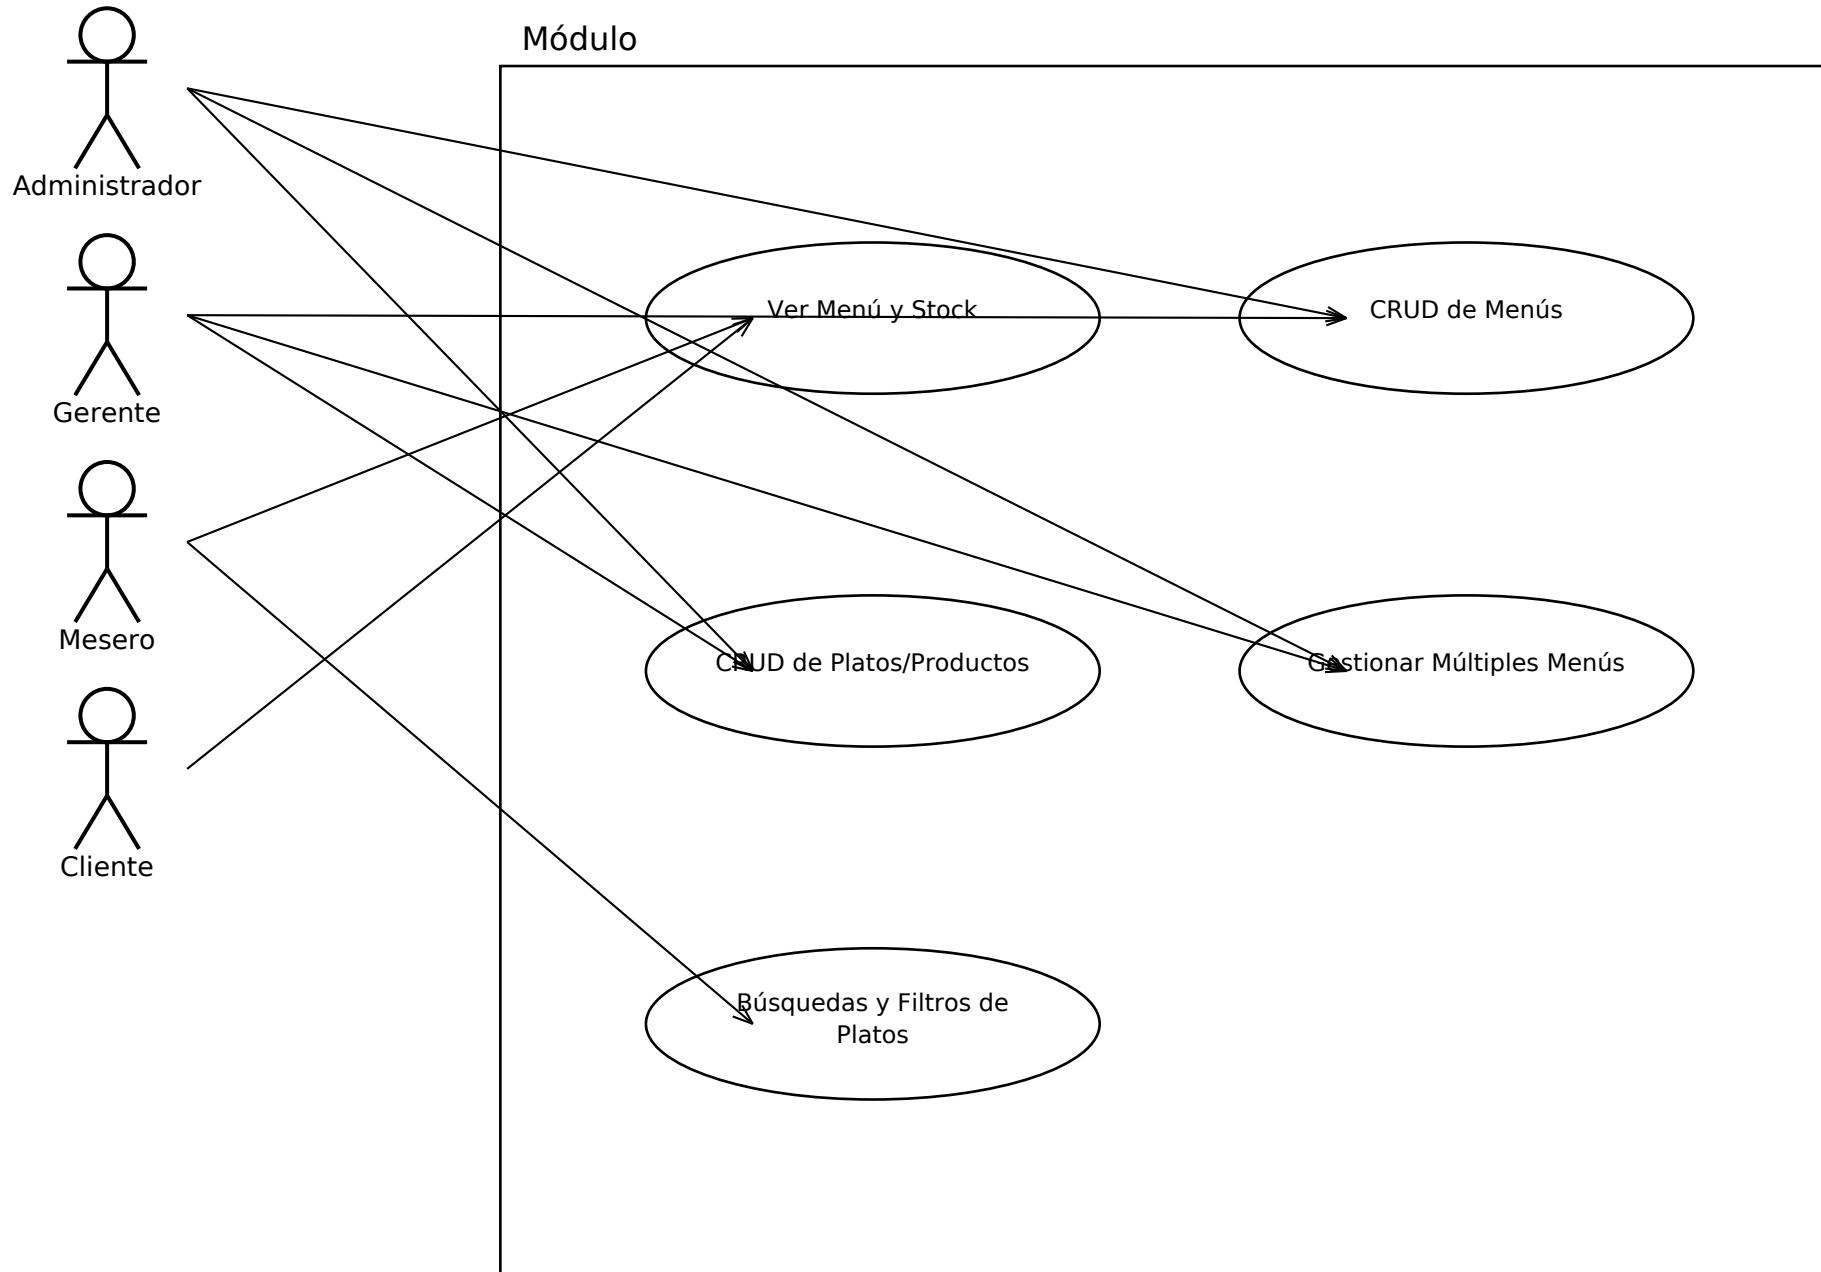 Módulo
Administrador
Ver Menú y Stock
CRUD de Menús
Gerente
Mesero
CRUD de Platos/Productos
Gestionar Múltiples Menús
Cliente
Búsquedas y Filtros de
Platos